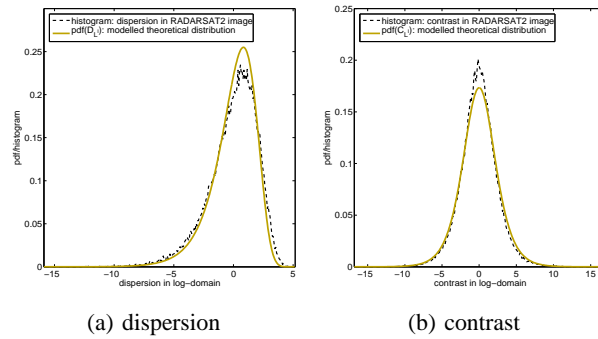 histogram: dispersion in RADARSAT2 image
pdf(D_L^I): modelled theoretical distribution
0.25
0.2
0.15
0.1
0.05
0
pdf/histogram
−15
−10
−5
0
5
dispersion in log−domain
(a) dispersion
histogram: contrast in RADARSAT2 image
pdf(C_L^I): modelled theoretical distribution
0.25
0.2
0.15
0.1
0.05
0
pdf/histogram
−15
−10
−5
0
5
10
15
contrast in log−domain
(b) contrast